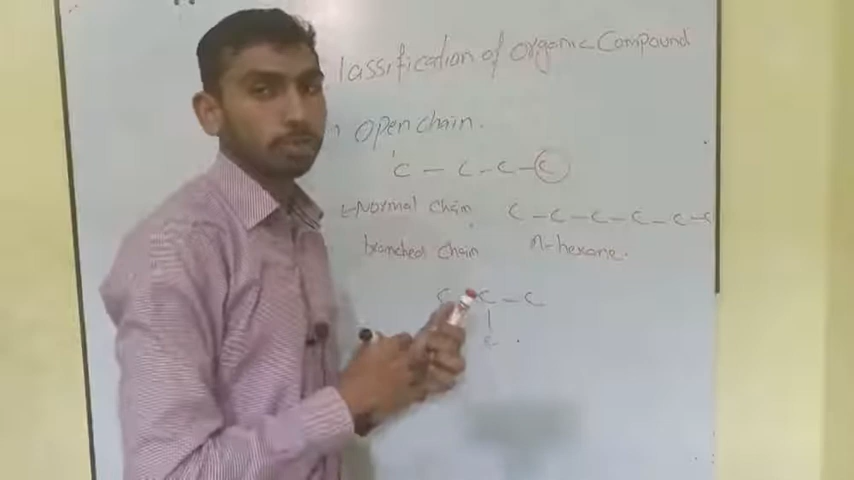 lassification of Organic Compound
Open chain.
C - C - C - C
Normal Chain C - C - C - C - C - C
branched Chain n-hexane.
C - C - C